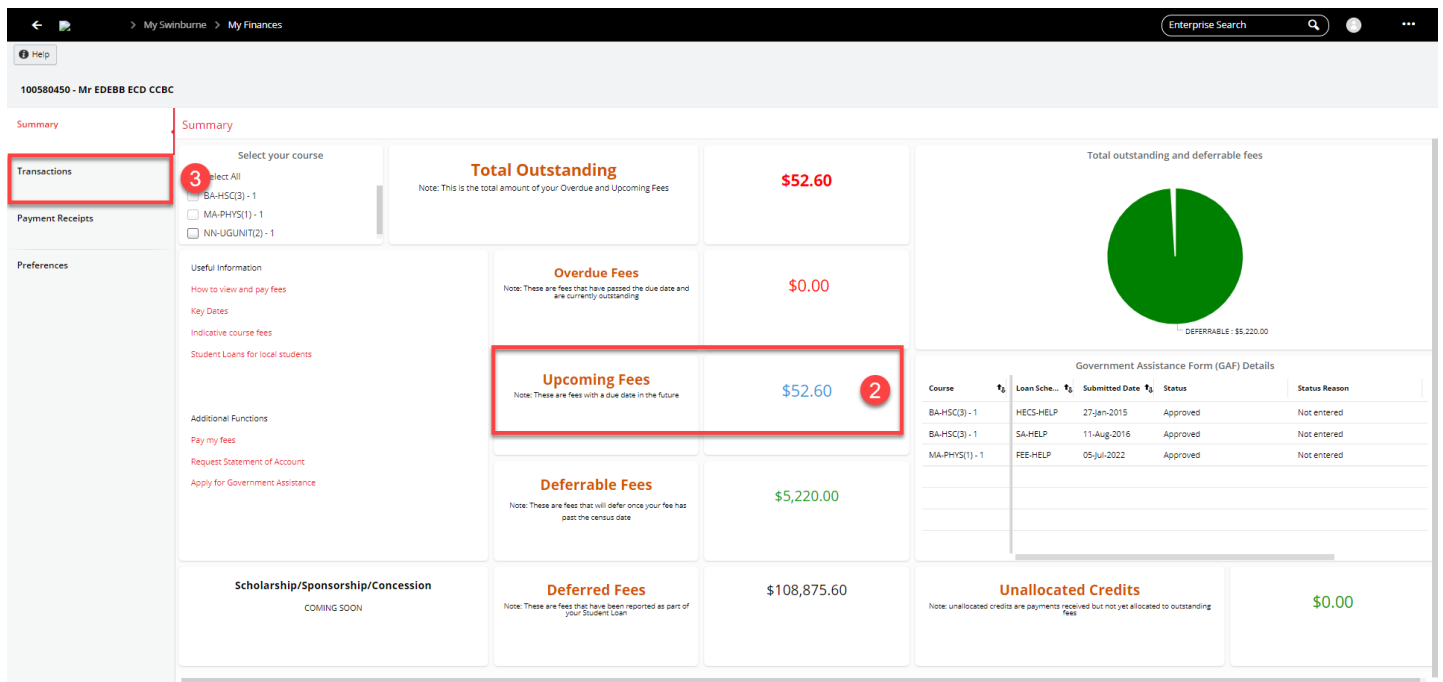 My Swinburne > My Finances
Enterprise Search
Help
100580450 - Mr EDEBB ECD CCBC
Summary
Transactions
Payment Receipts
Preferences
Summary
Select your course
3
elect All
BA-HSC(3) - 1
MA-PHYS(1) - 1
NN-UGUNIT(2) - 1
Total Outstanding
Note: This is the total amount of your Overdue and Upcoming Fees
$52.60
Total outstanding and deferrable fees
DEFERRABLE : $5,220.00
Useful Information
How to view and pay fees
Key Dates
Indicative course fees
Student Loans for local students
Additional Functions
Pay my fees
Request Statement of Account
Apply for Government Assistance
Overdue Fees
Note: These are fees that have passed the due date and
are currently outstanding
$0.00
Upcoming Fees
Note: These are fees with a due date in the future
$52.60
2
Deferrable Fees
Note: These are fees that will defer once your fee has
past the census date
$5,220.00
Government Assistance Form (GAF) Details
Course Loan Sche... Submitted Date Status Status Reason
BA-HSC(3) - 1 HECS-HELP 27-Jan-2015 Approved Not entered
BA-HSC(3) - 1 SA-HELP 11-Aug-2016 Approved Not entered
MA-PHYS(1) - 1 FEE-HELP 05-Jul-2022 Approved Not entered
Scholarship/Sponsorship/Concession
COMING SOON
Deferred Fees
Note: These are fees that have been reported as part of
your Student Loan
$108,875.60
Unallocated Credits
Note: unallocated credits are payments received but not yet allocated to outstanding
fees
$0.00